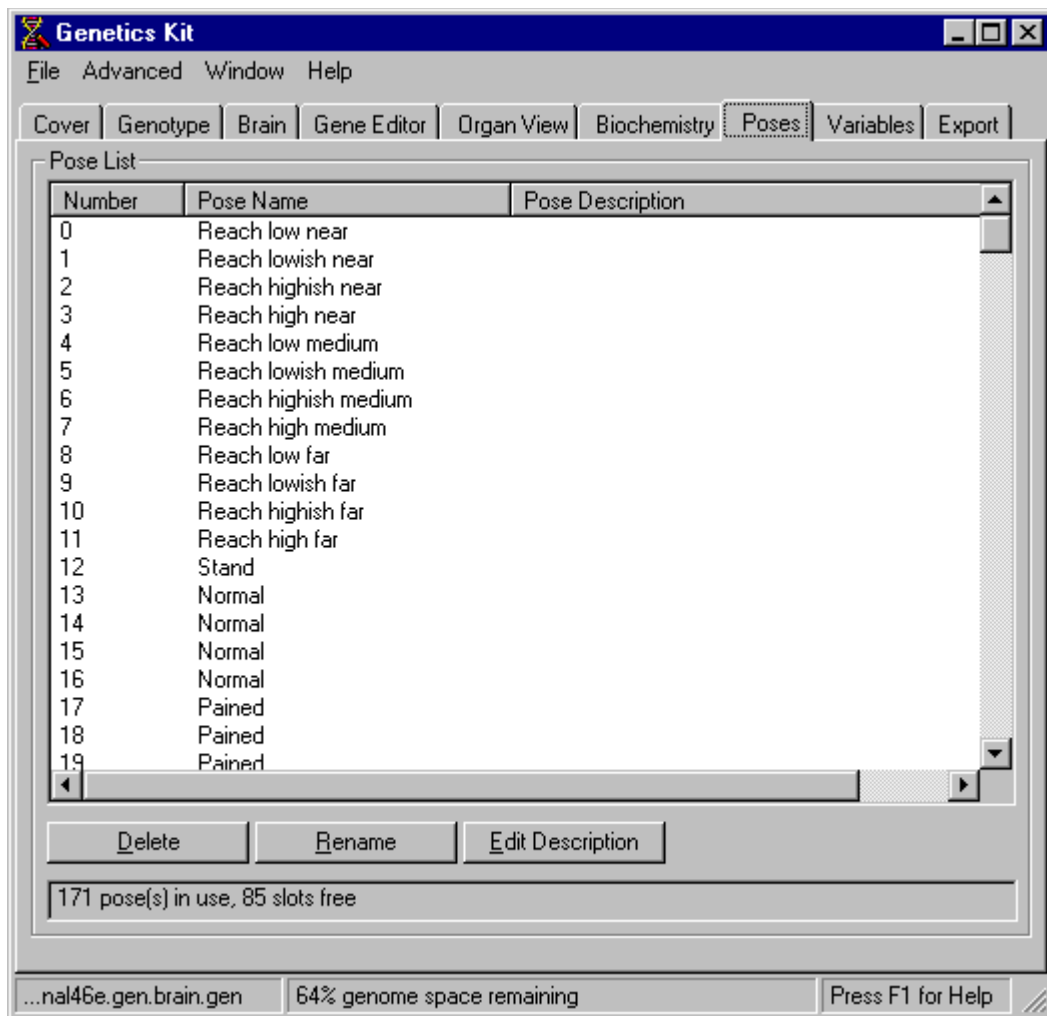 Genetics Kit
File Advanced Window Help
Cover Genotype Brain Gene Editor Organ View Biochemistry Poses Variables Export
Pose List
Number Pose Name Pose Description
0 Reach low near
1 Reach lowish near
2 Reach highish near
3 Reach high near
4 Reach low medium
5 Reach lowish medium
6 Reach highish medium
7 Reach high medium
8 Reach low far
9 Reach lowish far
10 Reach highish far
11 Reach high far
12 Stand
13 Normal
14 Normal
15 Normal
16 Normal
17 Pained
18 Pained
19 Pained
Delete Rename Edit Description
171 pose(s) in use, 85 slots free
...nal46e.gen.brain.gen 64% genome space remaining Press F1 for Help